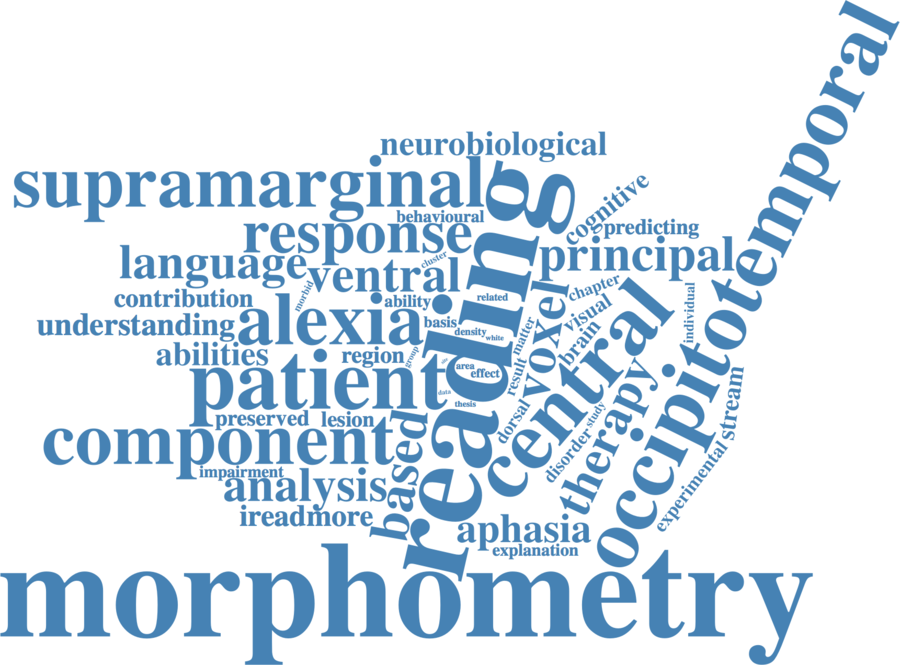 neurobiological
supramarginal
behavioural
cognitive
response
predicting
principal
occipitotemporal
reading
language
ventral
cluster
contribution
morbid
ability
related
voxel
chapter
visual
individual
understanding
alexia
basis
density
white
matter
brain
central
abilities
region
group
area
effect
result
patient
data
thesis
preserved
lesion
dorsal
study
therapy
stream
component
based
disorder
impairment
analysis
experimental
ireadmore
aphasia
explanation
morphometry